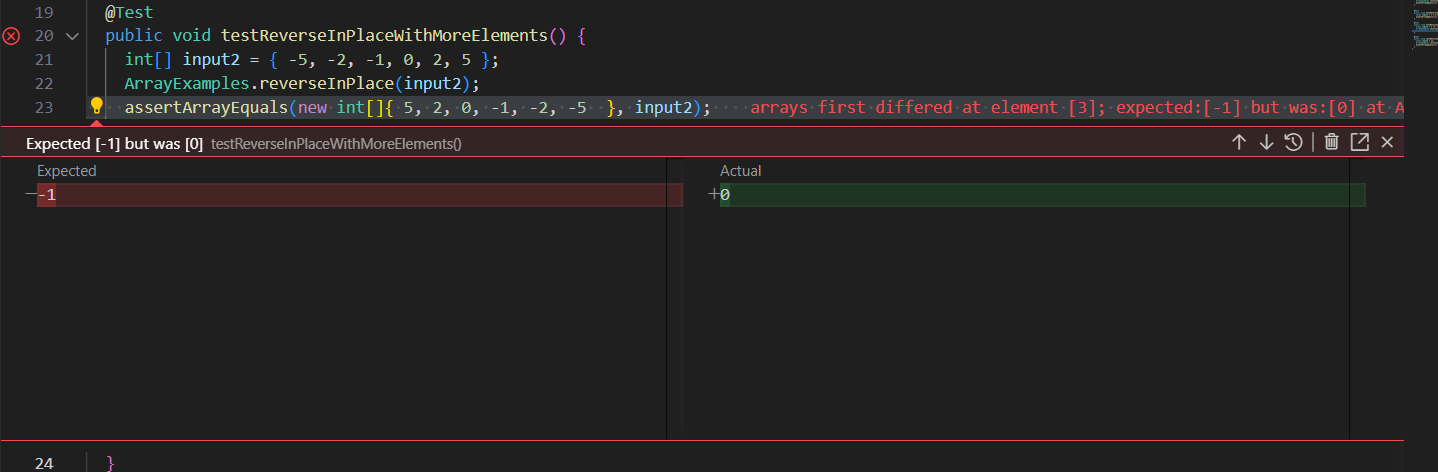 19 @Test
20 public void testReverseInPlaceWithMoreElements() {
21 int[] input2 = { -5, -2, -1, 0, 2, 5 };
22 ArrayExamples.reverseInPlace(input2);
23 assertArrayEquals(new int[]{ 5, 2, 0, -1, -2, -5 }, input2); arrays first differed at element [3]; expected:[-1] but was:[0] at A
Expected [-1] but was [0] testReverseInPlaceWithMoreElements()
Expected Actual
-1 0
24 }